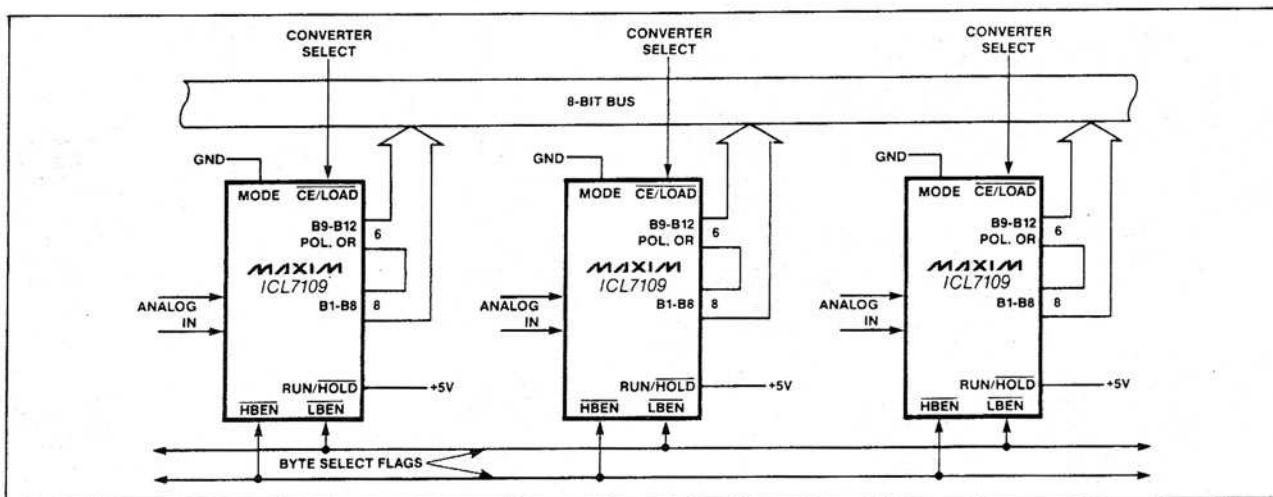 CONVERTER
SELECT
CONVERTER
SELECT
CONVERTER
SELECT
8-BIT BUS
GND
MODE CE/LOAD
B9-B12
POL. OR
6
MAXIM
ICL7109
B1-B8
8
ANALOG
IN
RUN/HOLD
+5V
HBEN LBEN
GND
MODE CE/LOAD
B9-B12
POL. OR
6
MAXIM
ICL7109
B1-B8
8
ANALOG
IN
RUN/HOLD
+5V
HBEN LBEN
GND
MODE CE/LOAD
B9-B12
POL. OR
6
MAXIM
ICL7109
B1-B8
8
ANALOG
IN
RUN/HOLD
+5V
HBEN LBEN
BYTE SELECT FLAGS